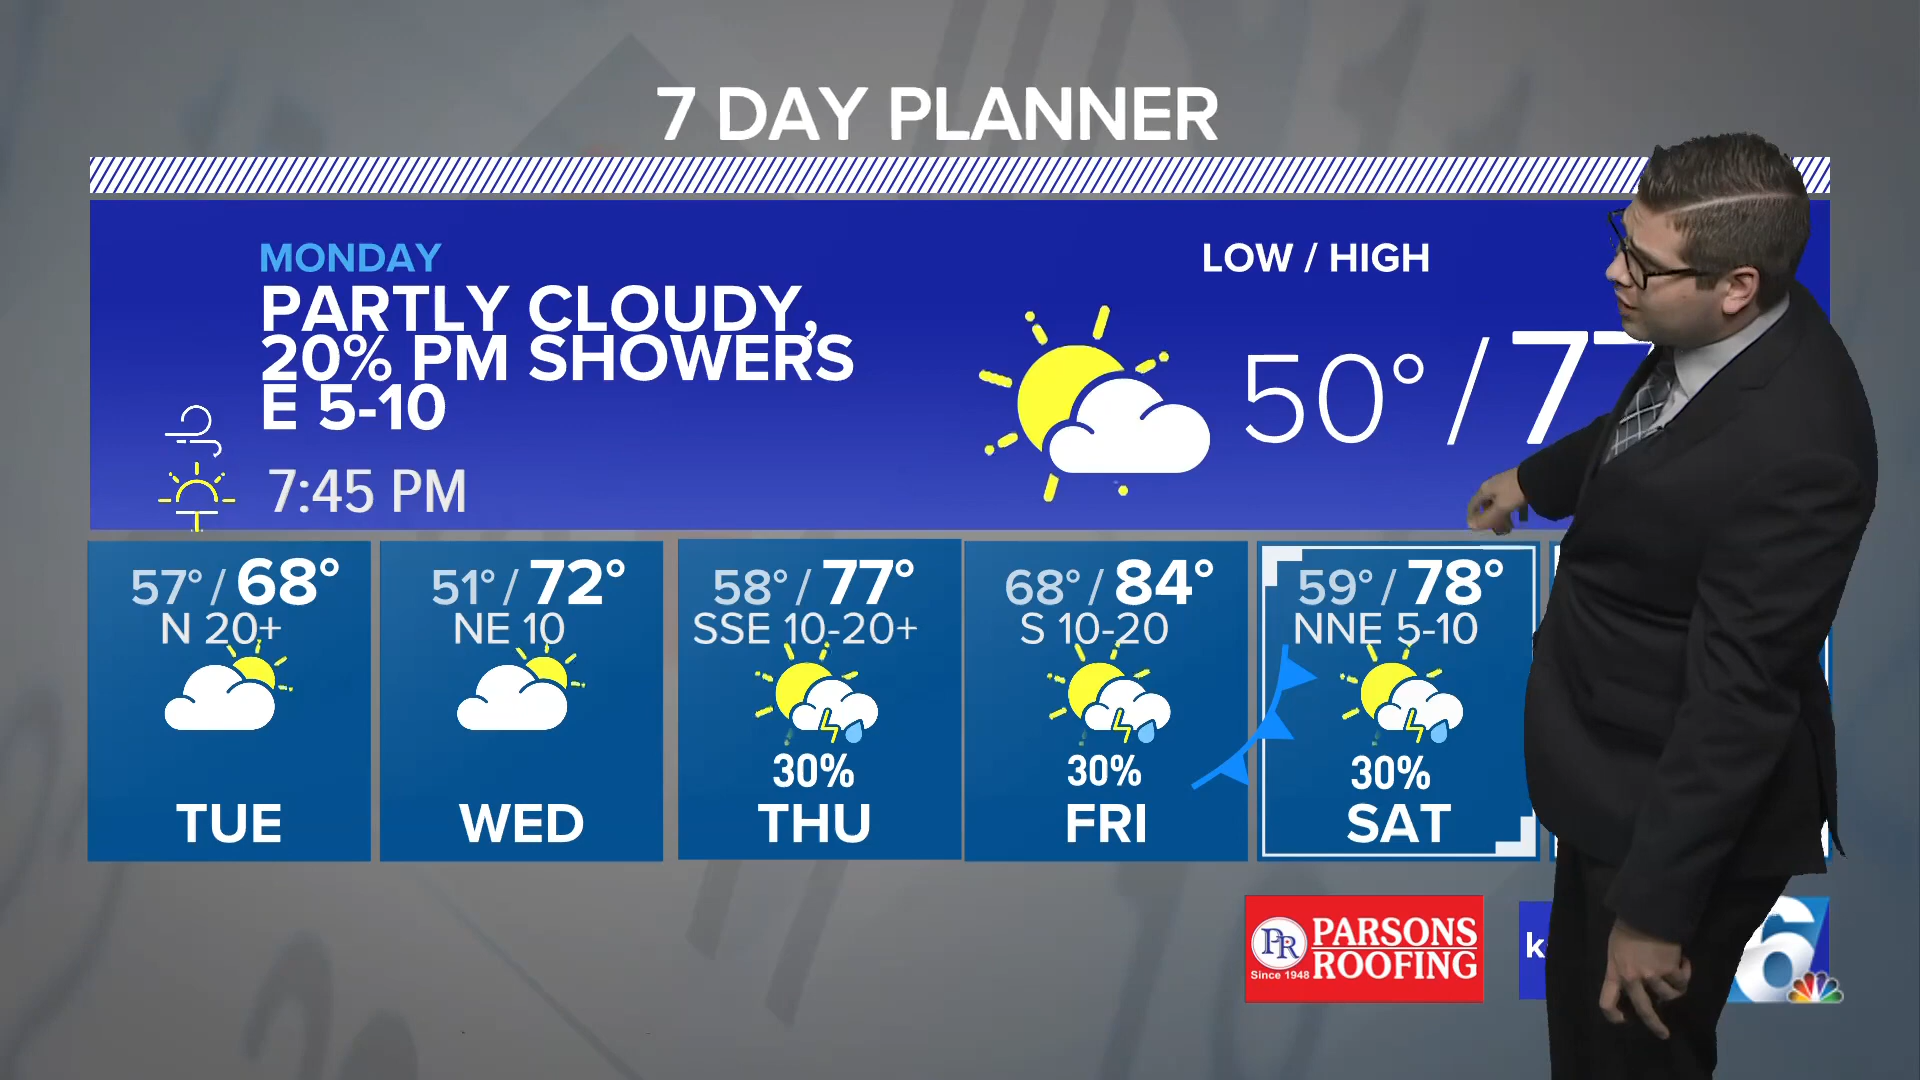 7 DAY PLANNER
MONDAY
LOW / HIGH
PARTLY CLOUDY,
20% PM SHOWERS
E 5-10
50° / 77
7:45 PM
57° / 68°
N 20+
TUE
51° / 72°
NE 10
WED
58° / 77°
SSE 10-20+
30%
THU
68° / 84°
S 10-20
30%
FRI
59° / 78°
NNE 5-10
30%
SAT
PR
Since 1948
PARSONS
ROOFING
k
6